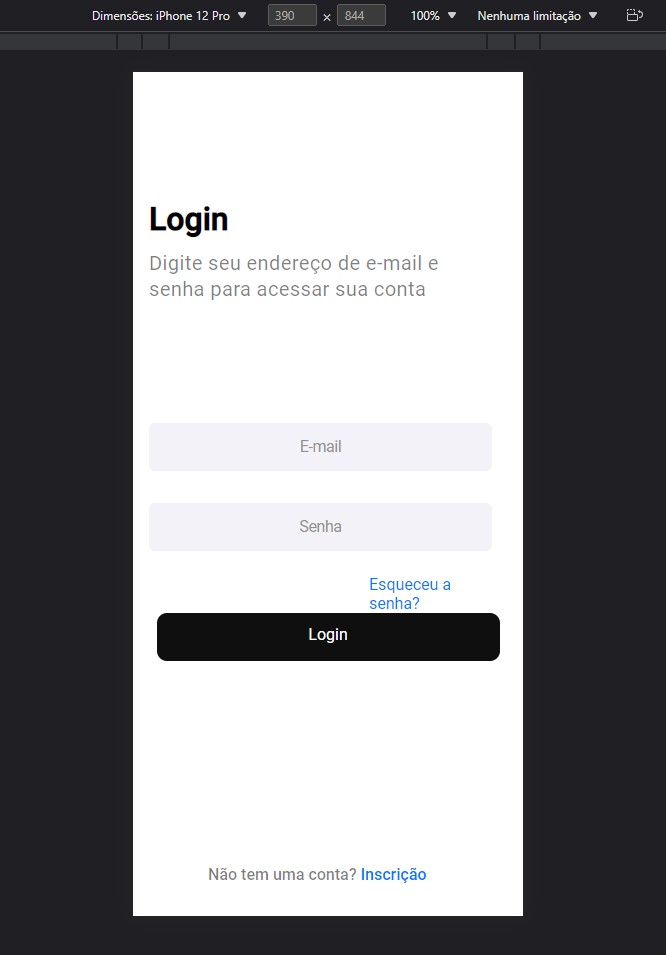 Dimensões: iPhone 12 Pro ▼ 390 × 844 100% ▼ Nenhuma limitação ▼
Login
Digite seu endereço de e-mail e
senha para acessar sua conta
E-mail
Senha
Esqueceu a
senha?
Login
Não tem uma conta? Inscrição